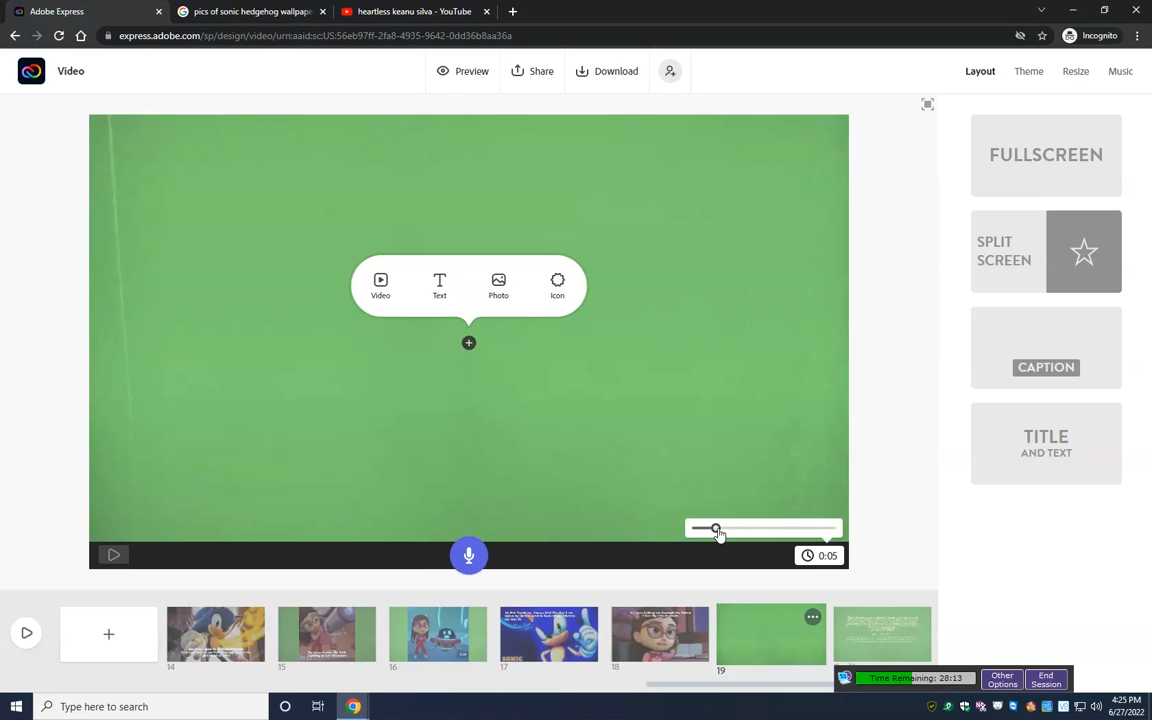 Adobe Express
pics of sonic hedgehog wallpape
heartless keanu silva - YouTube
express.adobe.com/sp/design/video/urn:aaid:sc:US:56eb97ff-2fa8-4935-9642-0dd36b8aa36a
Incognito
Video
Preview
Share
Download
Layout
Theme
Resize
Music
FULLSCREEN
SPLIT
SCREEN
CAPTION
TITLE
AND TEXT
Video
Text
Photo
Icon
0:05
14
15
16
17
18
19
SONIC
Time Remaining: 28:13
Other
Options
End
Session
Type here to search
4:25 PM
6/27/2022